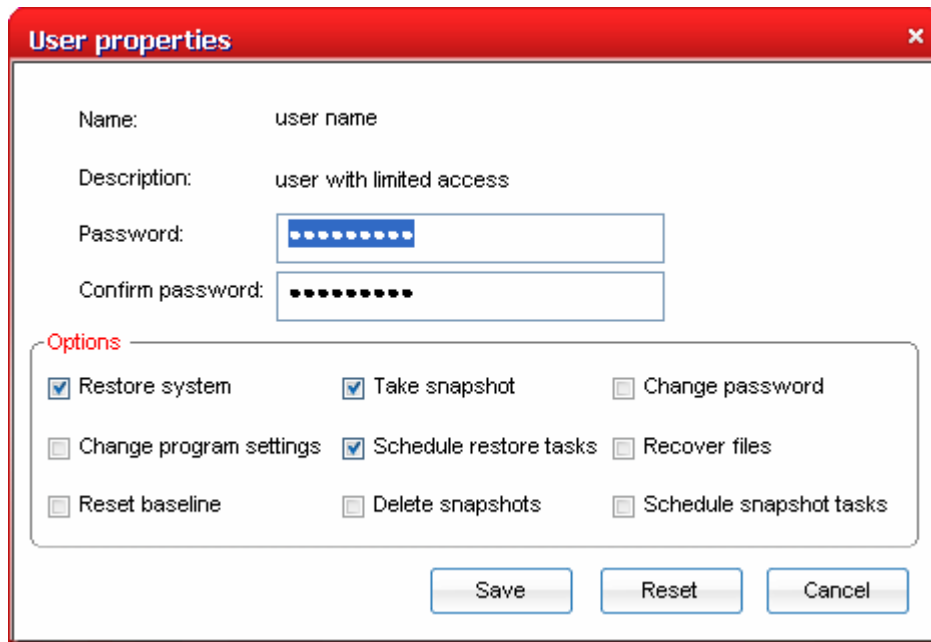 User properties
Name: user name
Description: user with limited access
Password: •••••••••
Confirm password: •••••••••
Options
Restore system Take snapshot Change password
Change program settings Schedule restore tasks Recover files
Reset baseline Delete snapshots Schedule snapshot tasks
Save Reset Cancel